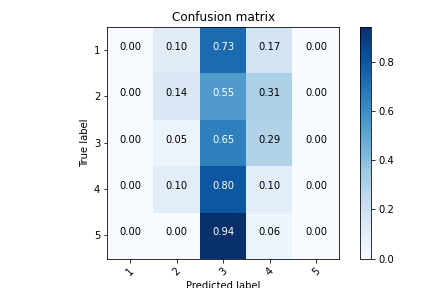 Confusion matrix
1 0.00 0.10 0.73 0.17 0.00
2 0.00 0.14 0.55 0.31 0.00
3 0.00 0.05 0.65 0.29 0.00
4 0.00 0.10 0.80 0.10 0.00
5 0.00 0.00 0.94 0.06 0.00
1 2 3 4 5
True label
Predicted label
0.8
0.6
0.4
0.2
0.0